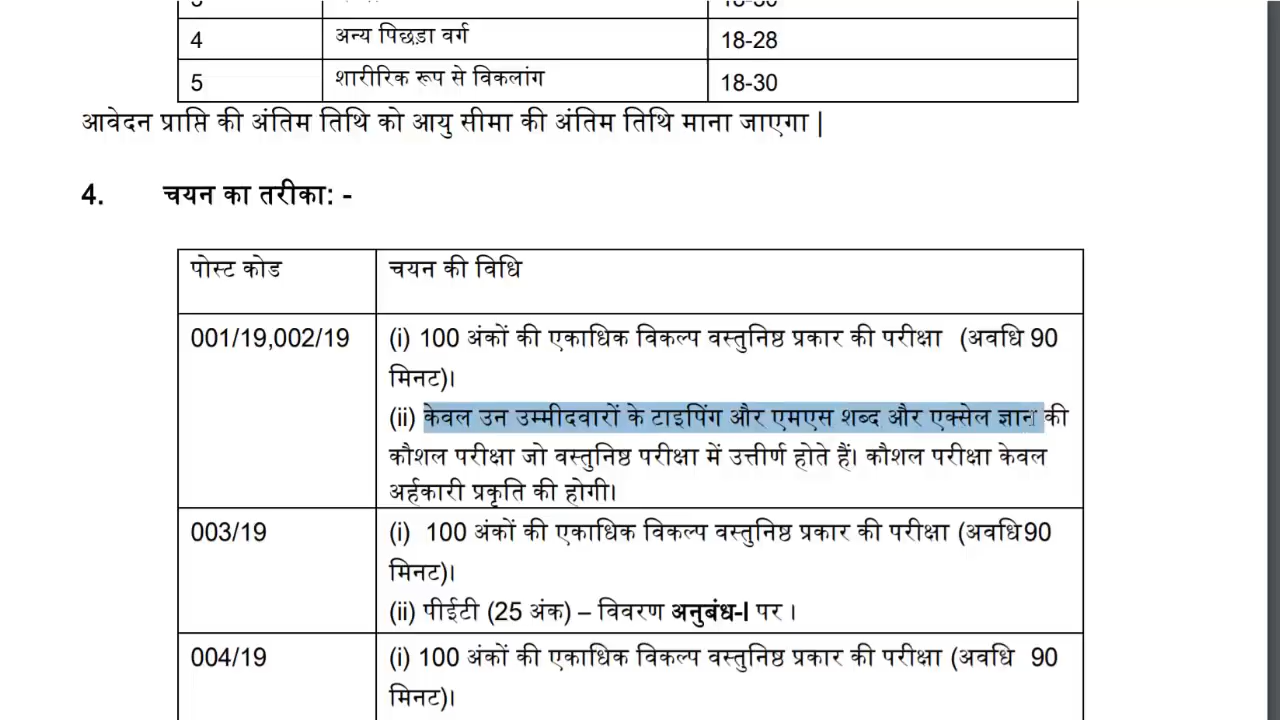 4 अन्य पिछड़ा वर्ग 18-28
5 शारीरिक रूप से विकलांग 18-30
आवेदन प्राप्ति की अंतिम तिथि को आयु सीमा की अंतिम तिथि माना जाएगा |
4. चयन का तरीका: -
पोस्ट कोड चयन की विधि
001/19,002/19 (i) 100 अंकों की एकाधिक विकल्प वस्तुनिष्ठ प्रकार की परीक्षा (अवधि 90
मिनट)।
(ii) केवल उन उम्मीदवारों के टाइपिंग और एमएस शब्द और एक्सेल ज्ञान की
कौशल परीक्षा जो वस्तुनिष्ठ परीक्षा में उत्तीर्ण होते हैं। कौशल परीक्षा केवल
अर्हकारी प्रकृति की होगी।
003/19 (i) 100 अंकों की एकाधिक विकल्प वस्तुनिष्ठ प्रकार की परीक्षा (अवधि 90
मिनट)।
(ii) पीईटी (25 अंक) – विवरण अनुबंध-I पर ।
004/19 (i) 100 अंकों की एकाधिक विकल्प वस्तुनिष्ठ प्रकार की परीक्षा (अवधि 90
मिनट)।